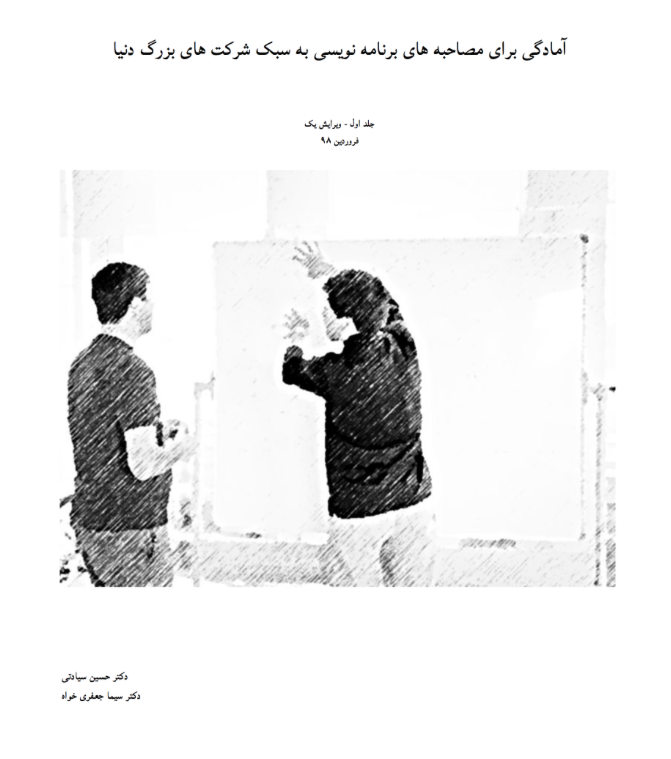 آمادگی برای مصاحبه های برنامه نویسی به سبک شرکت های بزرگ دنیا
جلد اول - ویرایش یک
فروردین ۹۸
دکتر حسین سیادتی
دکتر سیما جعفری خواه